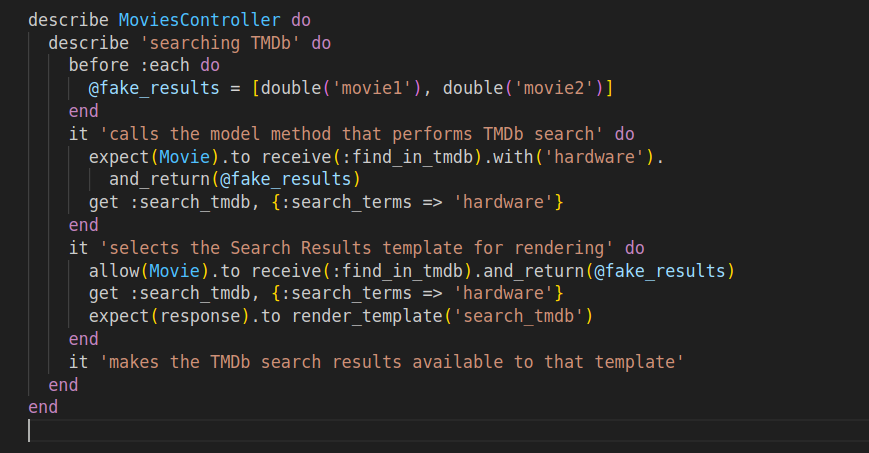 describe MoviesController do
  describe 'searching TMDb' do
    before :each do
      @fake_results = [double('movie1'), double('movie2')]
    end
    it 'calls the model method that performs TMDb search' do
      expect(Movie).to receive(:find_in_tmdb).with('hardware').
        and_return(@fake_results)
      get :search_tmdb, {:search_terms => 'hardware'}
    end
    it 'selects the Search Results template for rendering' do
      allow(Movie).to receive(:find_in_tmdb).and_return(@fake_results)
      get :search_tmdb, {:search_terms => 'hardware'}
      expect(response).to render_template('search_tmdb')
    end
    it 'makes the TMDb search results available to that template'
  end
end